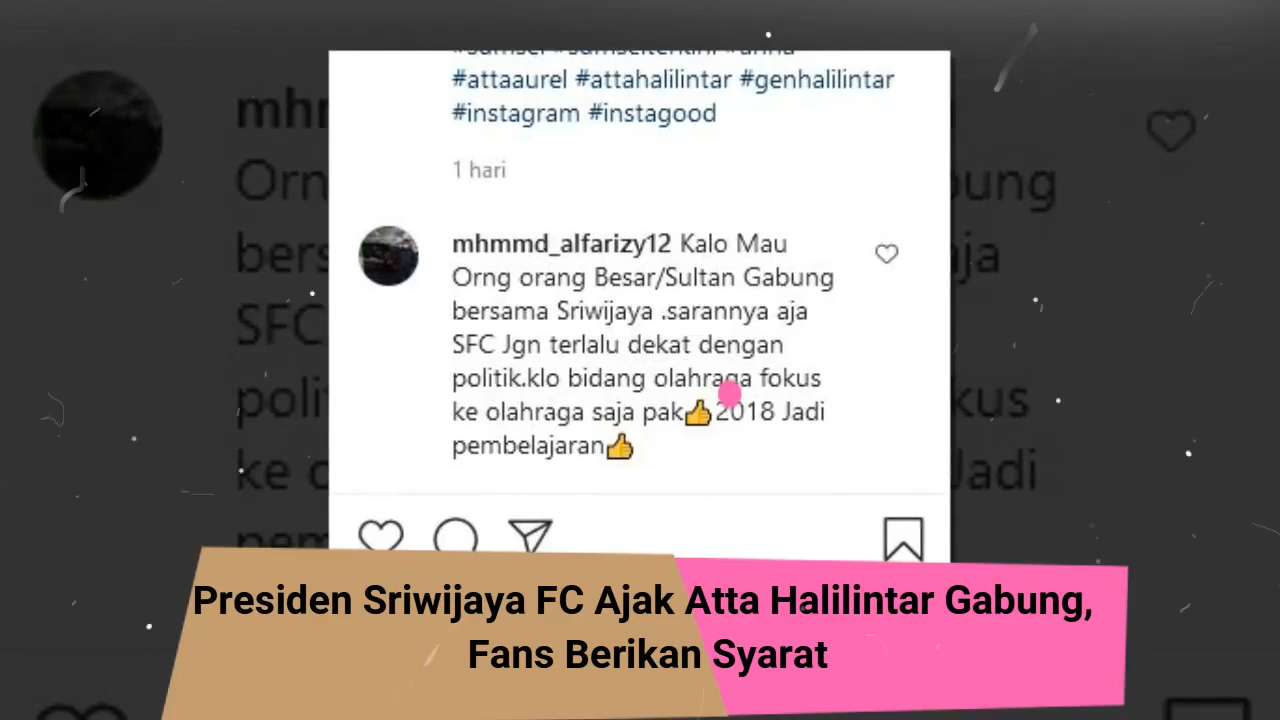 #attaaurel #attahalilintar #genhalilintar
#instagram #instagood
1 hari
mhmmd_alfarizy12 Kalo Mau
Orng orang Besar/Sultan Gabung
bersama Sriwijaya .sarannya aja
SFC Jgn terlalu dekat dengan
politik.klo bidang olahraga fokus
ke olahraga saja pak👍2018 Jadi
pembelajaran👍
Presiden Sriwijaya FC Ajak Atta Halilintar Gabung,
Fans Berikan Syarat